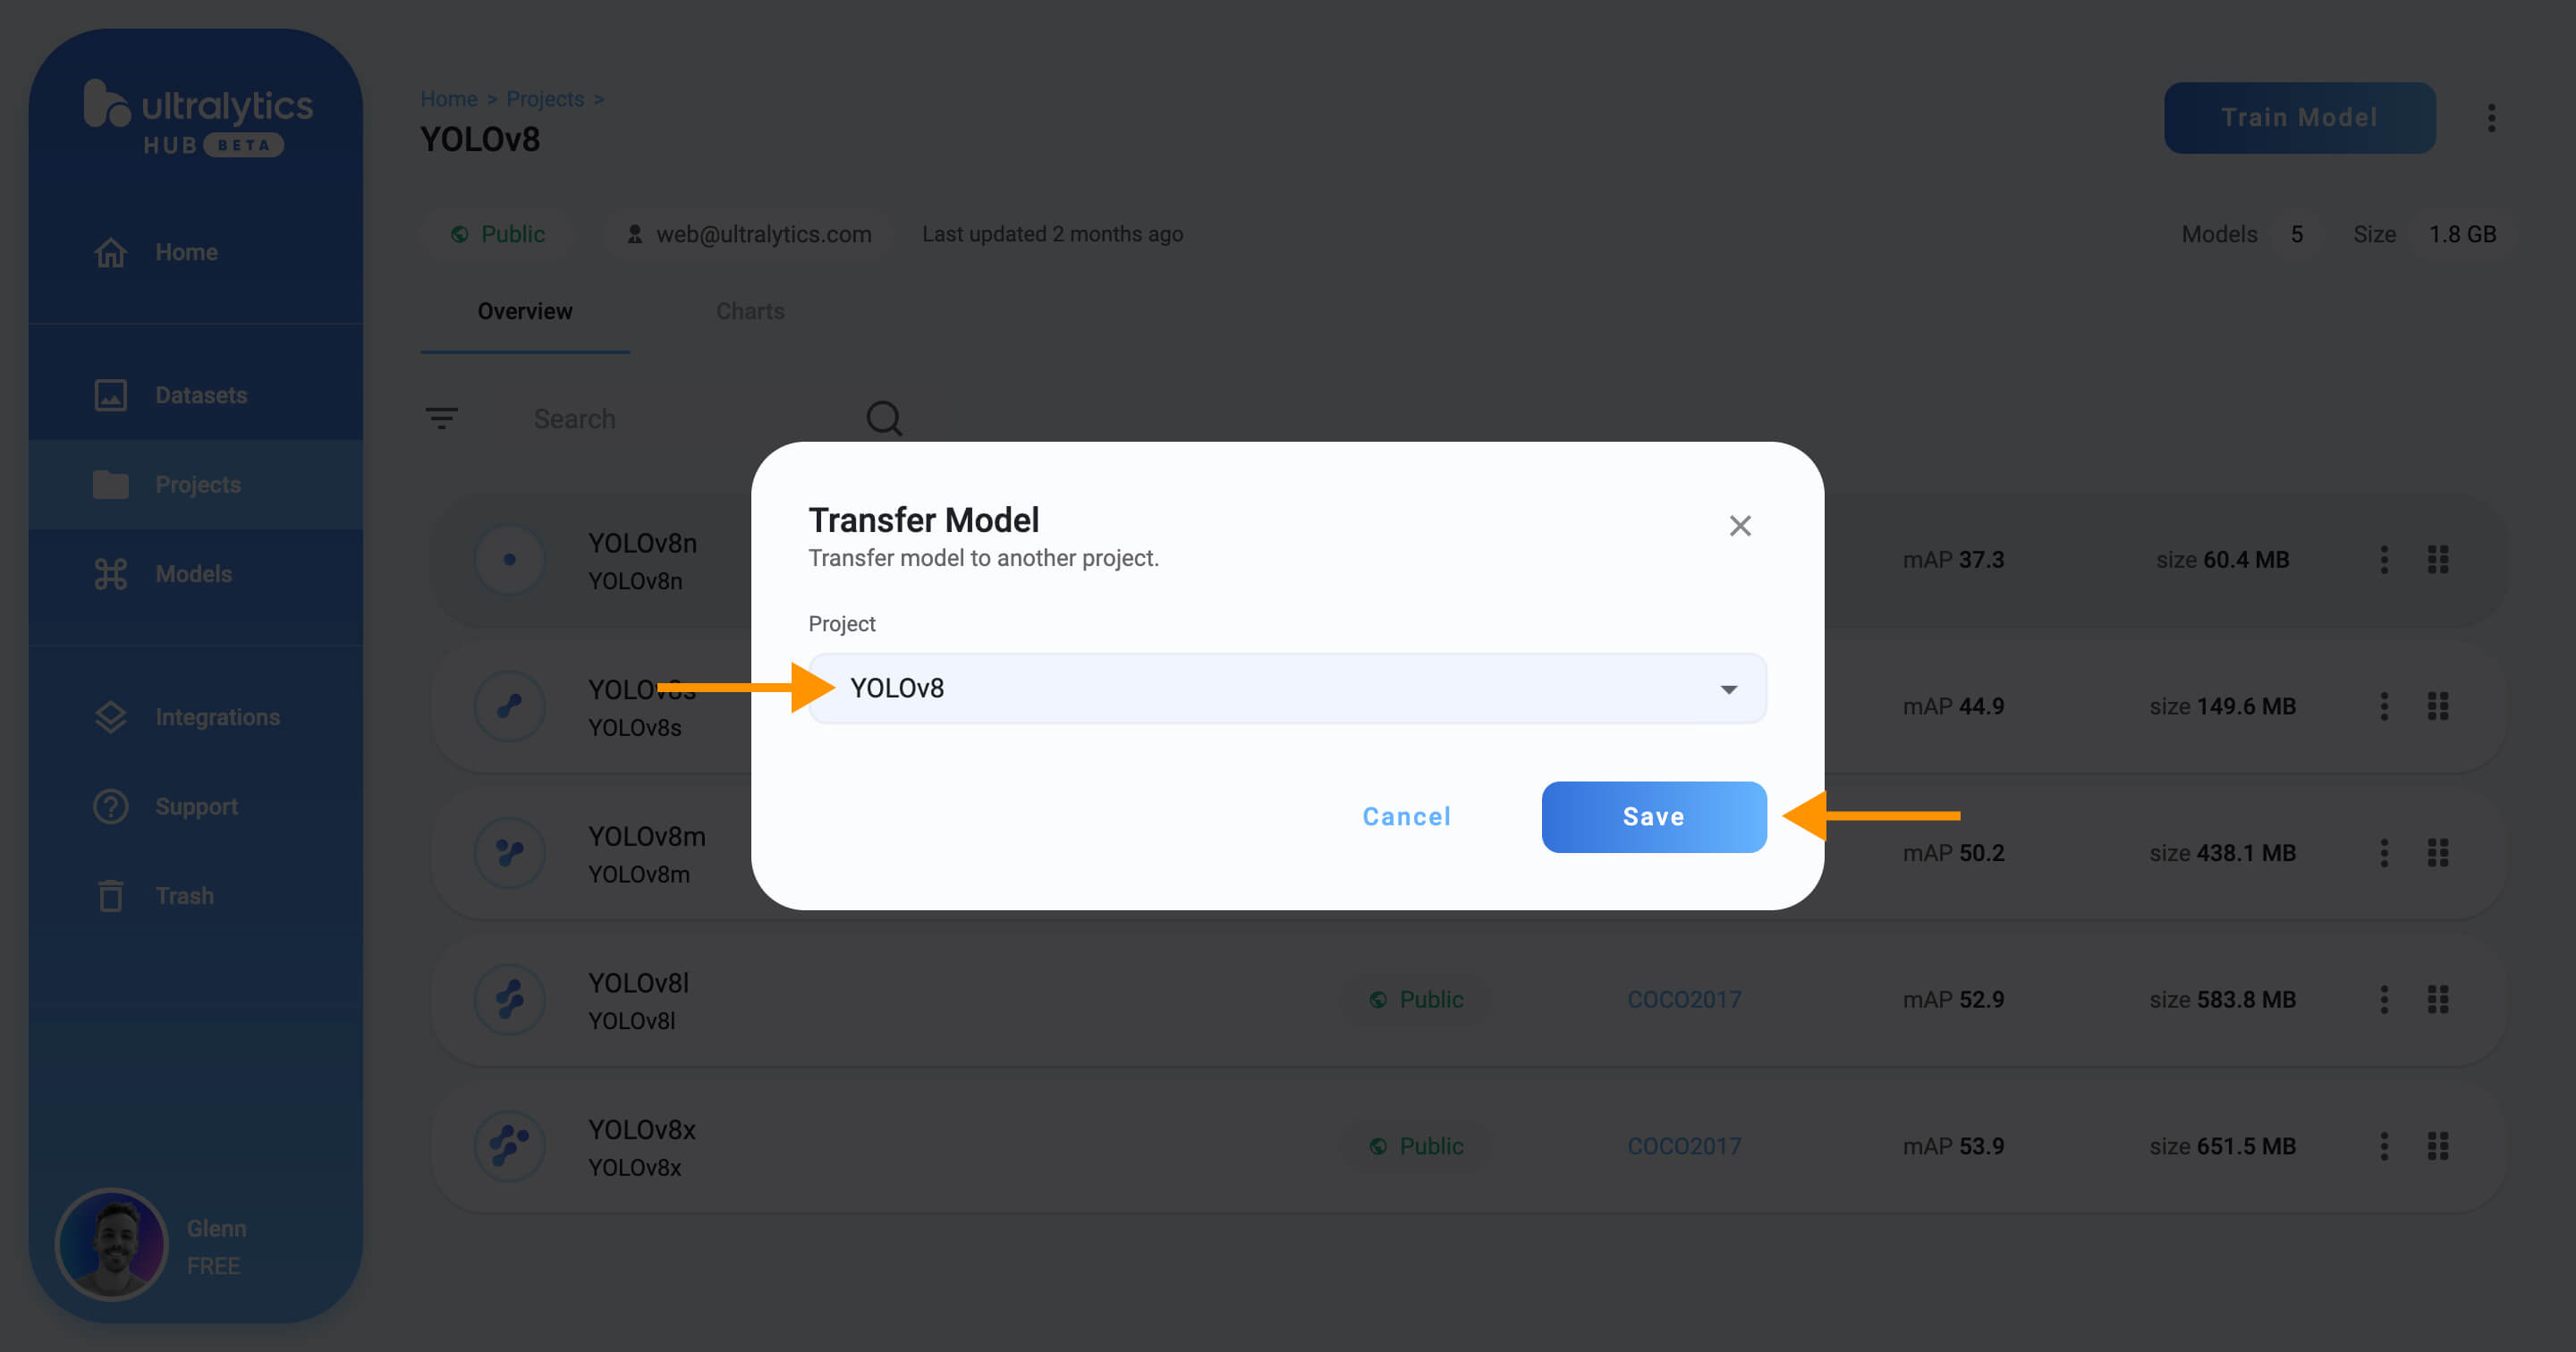 ultralytics
HUB BETA
Home
Datasets
Projects
Models
Integrations
Support
Trash
Glenn
FREE
Home > Projects >
YOLOv8
Train Model
Public web@ultralytics.com Last updated 2 months ago
Models 5 Size 1.8 GB
Overview Charts
Search
YOLOv8n
YOLOv8n
mAP 37.3 size 60.4 MB
YOLOv8s
YOLOv8s
mAP 44.9 size 149.6 MB
YOLOv8m
YOLOv8m
mAP 50.2 size 438.1 MB
YOLOv8l
YOLOv8l
Public COCO2017 mAP 52.9 size 583.8 MB
YOLOv8x
YOLOv8x
Public COCO2017 mAP 53.9 size 651.5 MB
Transfer Model
Transfer model to another project.
Project
YOLOv8
Cancel Save